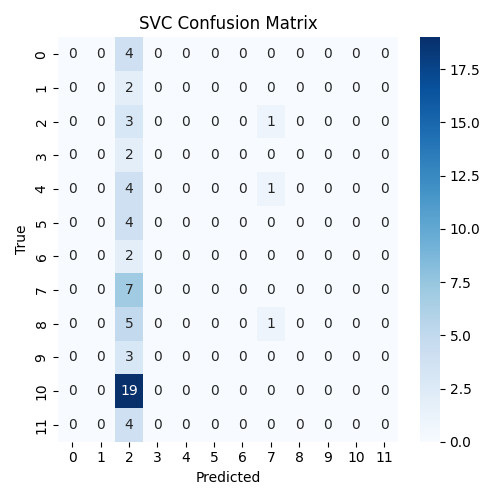 SVC Confusion Matrix
0 0 0 4 0 0 0 0 0 0 0 0 0
1 0 0 2 0 0 0 0 0 0 0 0 0
2 0 0 3 0 0 0 0 1 0 0 0 0
3 0 0 2 0 0 0 0 0 0 0 0 0
4 0 0 4 0 0 0 0 1 0 0 0 0
5 0 0 4 0 0 0 0 0 0 0 0 0
6 0 0 2 0 0 0 0 0 0 0 0 0
7 0 0 7 0 0 0 0 0 0 0 0 0
8 0 0 5 0 0 0 0 1 0 0 0 0
9 0 0 3 0 0 0 0 0 0 0 0 0
10 0 0 19 0 0 0 0 0 0 0 0 0
11 0 0 4 0 0 0 0 0 0 0 0 0
0 1 2 3 4 5 6 7 8 9 10 11
Predicted
True
17.5
15.0
12.5
10.0
7.5
5.0
2.5
0.0